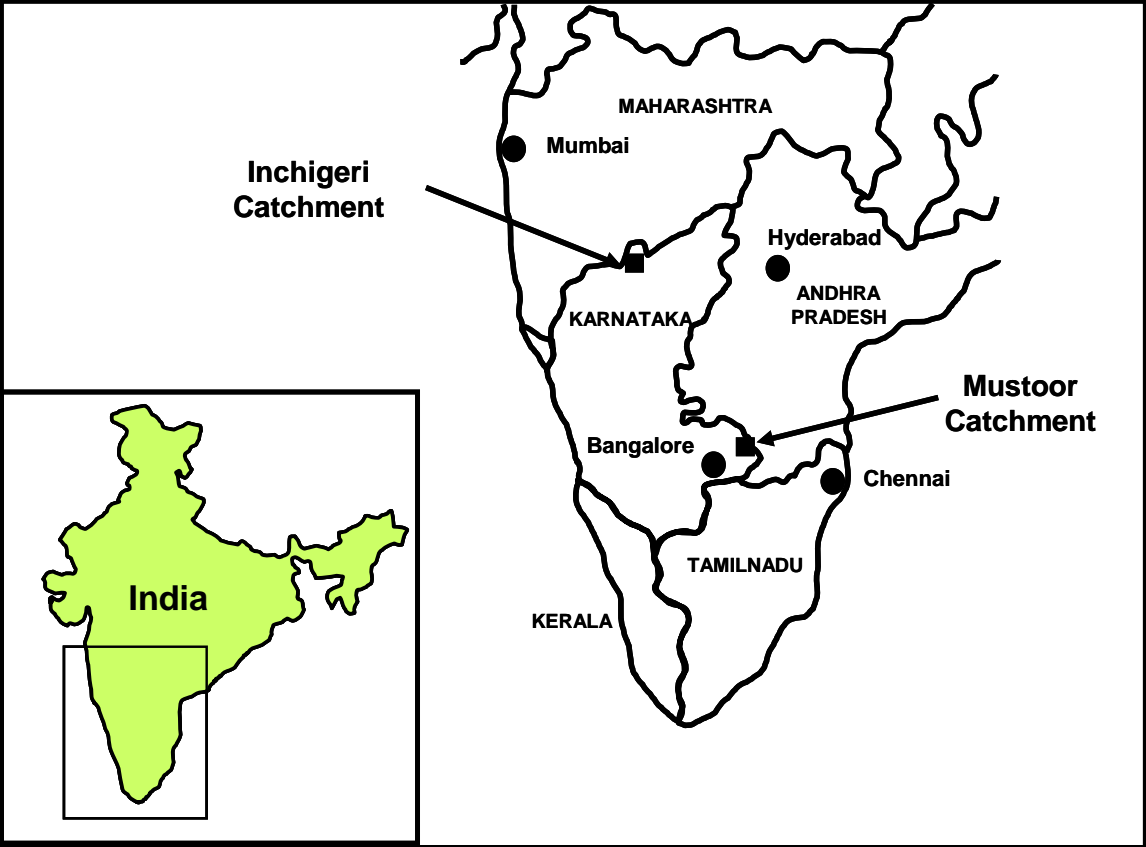 MAHARASHTRA
Mumbai
Inchigeri
Catchment
Hyderabad
ANDHRA
PRADESH
KARNATAKA
Mustoor
Catchment
Bangalore
Chennai
TAMILNADU
KERALA
India